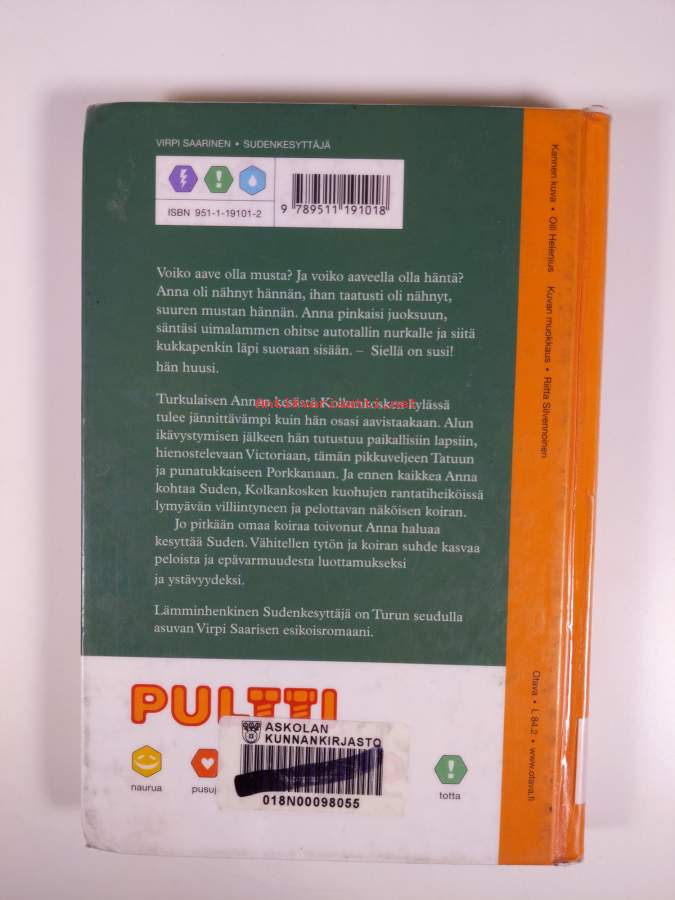 VIRPI SAARINEN • SUDENKESYTTÄJÄ
ISBN 951-1-19101-2
9 789511 191018
Voiko aave olla musta? Ja voiko aaveella olla häntä?
Anna oli nähnyt hännän, ihan taatusti oli nähnyt,
suuren mustan hännän. Anna pinkaisi juoksuun,
säntäsi uimalammen ohitse autotallin nurkalle ja siitä
kukkapenkin läpi suoraan sisään. – Siellä on susi!
hän huusi.
Turkulaisen Annan kesästä Kolkankosken kylässä
tulee jännittävämpi kuin hän osasi aavistaakaan. Alun
ikävystymisen jälkeen hän tutustuu paikallisiin lapsiin,
hienostelevaan Victoriaan, tämän pikkuveljeen Tatuun
ja punatukkaiseen Porkkanaan. Ja ennen kaikkea Anna
kohtaa Suden, Kolkankosken kuohujen rantatiheiköissä
lymyävän villiintyneen ja pelottavan näköisen koiran.
Jo pitkään omaa koiraa toivonut Anna haluaa
kesyttää Suden. Vähitellen tytön ja koiran suhde kasvaa
peloista ja epävarmuudesta luottamukseksi
ja ystävyydeksi.
Lämminhenkinen Sudenkesyttäjä on Turun seudulla
asuvan Virpi Saarisen esikoisromaani.
PULTTI
ASKOLAN
KUNNANKIRJASTO
018N00098055
naurua
pusuj
totta
Kannen kuva • Olli Helenius Kuvan muokkaus • Riitta Silvennoinen
Otava • L 84.2 • www.otava.fi